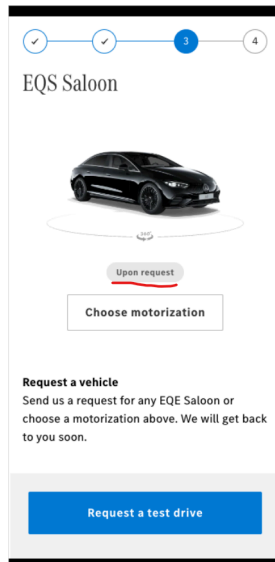 3
4
EQS Saloon
360°
Upon request
Choose motorization
Request a vehicle
Send us a request for any EQE Saloon or
choose a motorization above. We will get back
to you soon.
Request a test drive